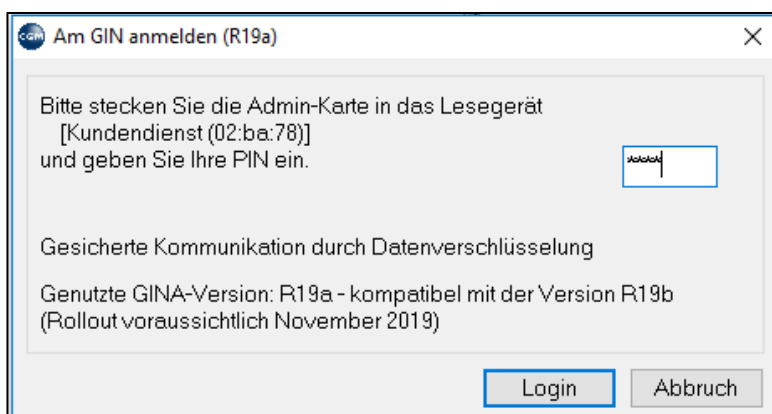 CGM Am GIN anmelden (R19a)
Bitte stecken Sie die Admin-Karte in das Lesegerät
[Kundendienst (02:ba:78)]
und geben Sie Ihre PIN ein.
*****
Gesicherte Kommunikation durch Datenverschlüsselung
Genutzte GINA-Version: R19a - kompatibel mit der Version R19b
(Rollout voraussichtlich November 2019)
Login Abbruch